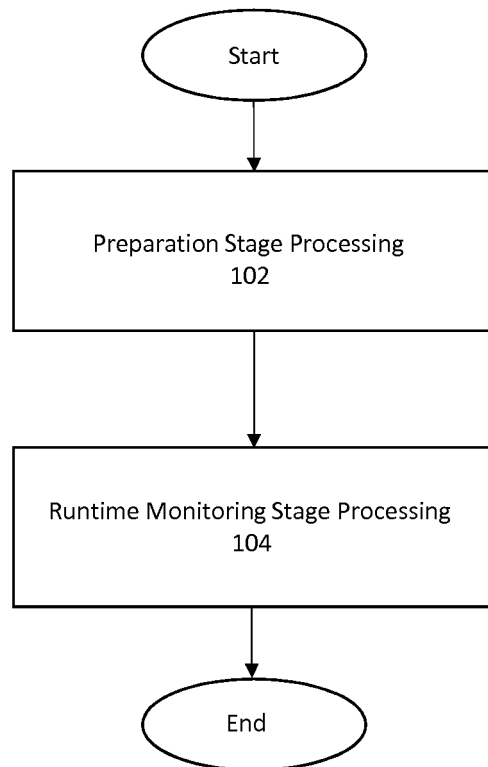 Start
Preparation Stage Processing
102
Runtime Monitoring Stage Processing
104
End